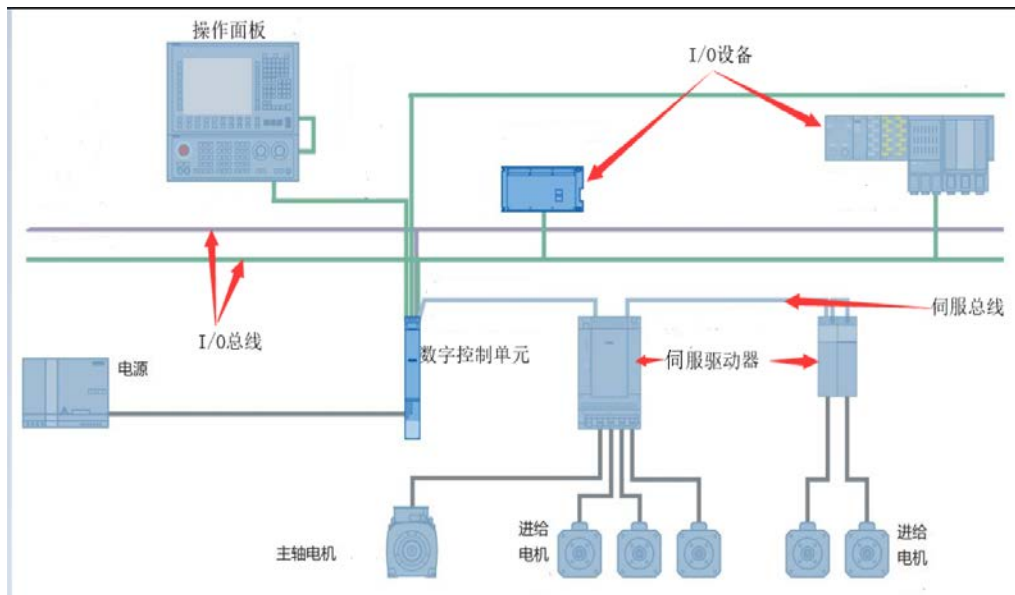 操作面板
I/O设备
I/O总线
伺服总线
电源
数字控制单元
伺服驱动器
主轴电机
进给
电机
进给
电机